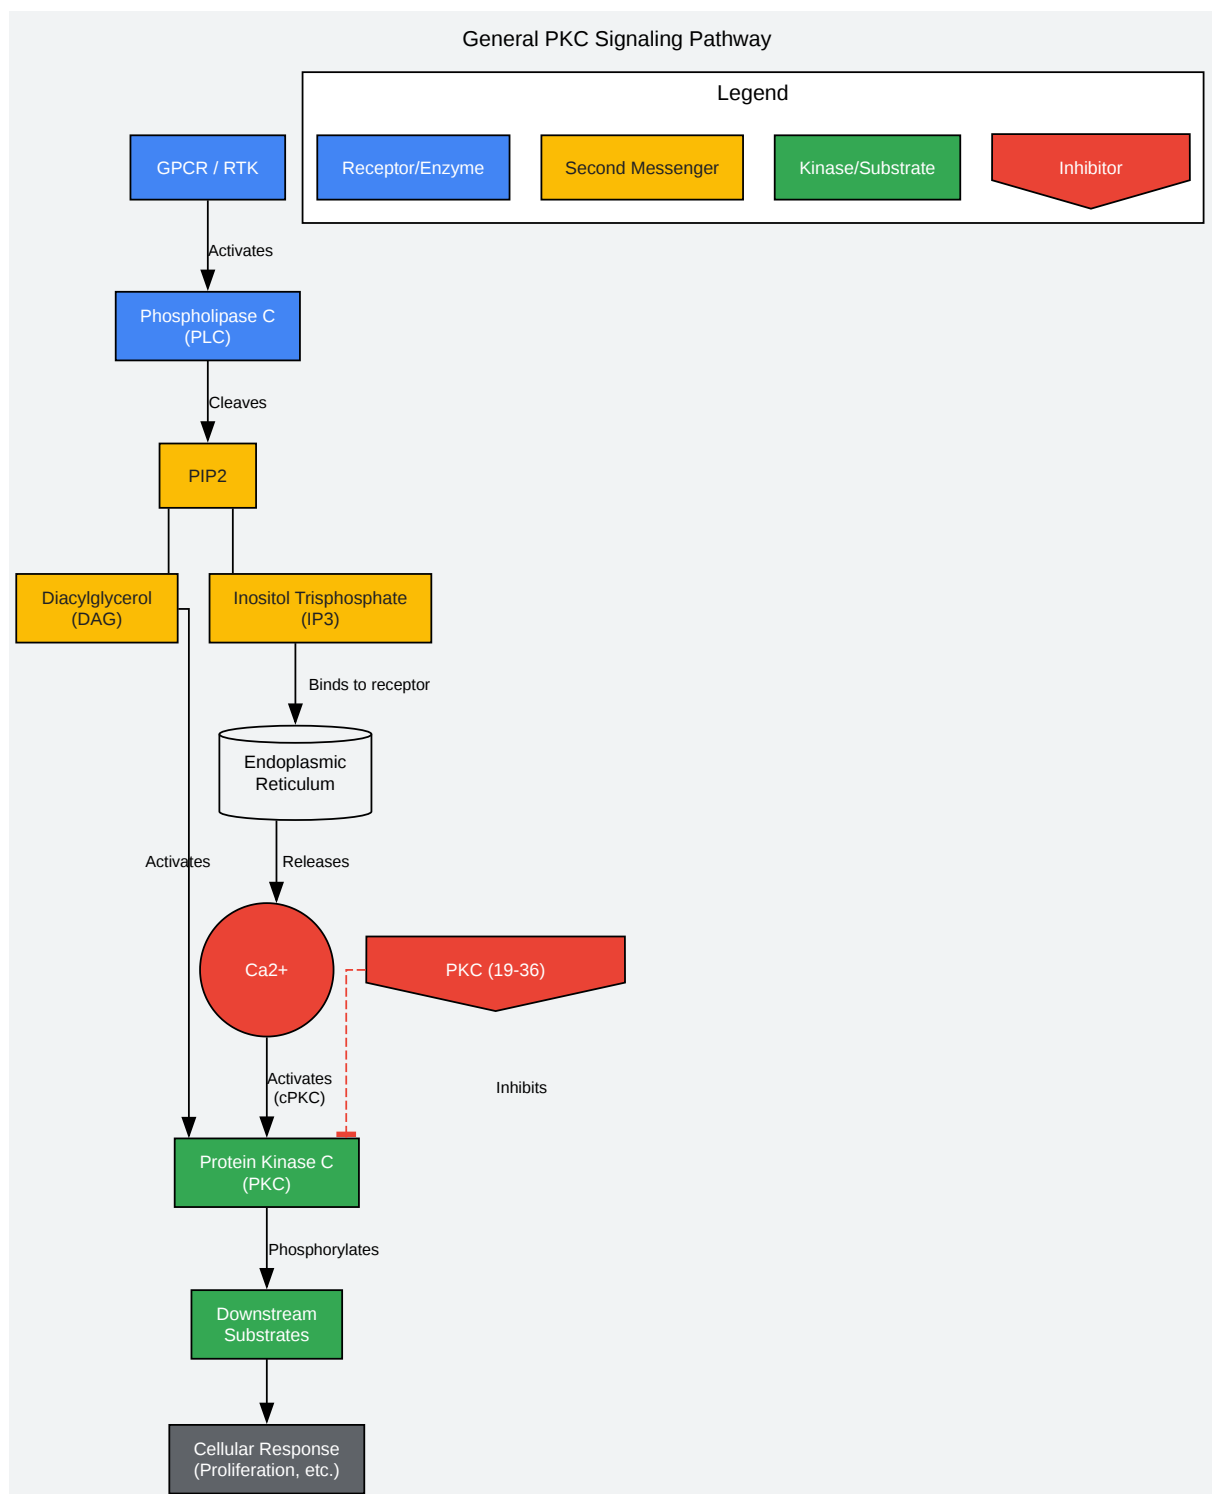 General PKC Signaling Pathway
Legend
GPCR / RTK
Receptor/Enzyme
Second Messenger
Kinase/Substrate
Inhibitor
Activates
Phospholipase C
(PLC)
Cleaves
PIP2
Diacylglycerol
(DAG)
Inositol Trisphosphate
(IP3)
Binds to receptor
Endoplasmic
Reticulum
Activates
Releases
Ca2+
PKC (19-36)
Activates
(cPKC)
Inhibits
Protein Kinase C
(PKC)
Phosphorylates
Downstream
Substrates
Cellular Response
(Proliferation, etc.)